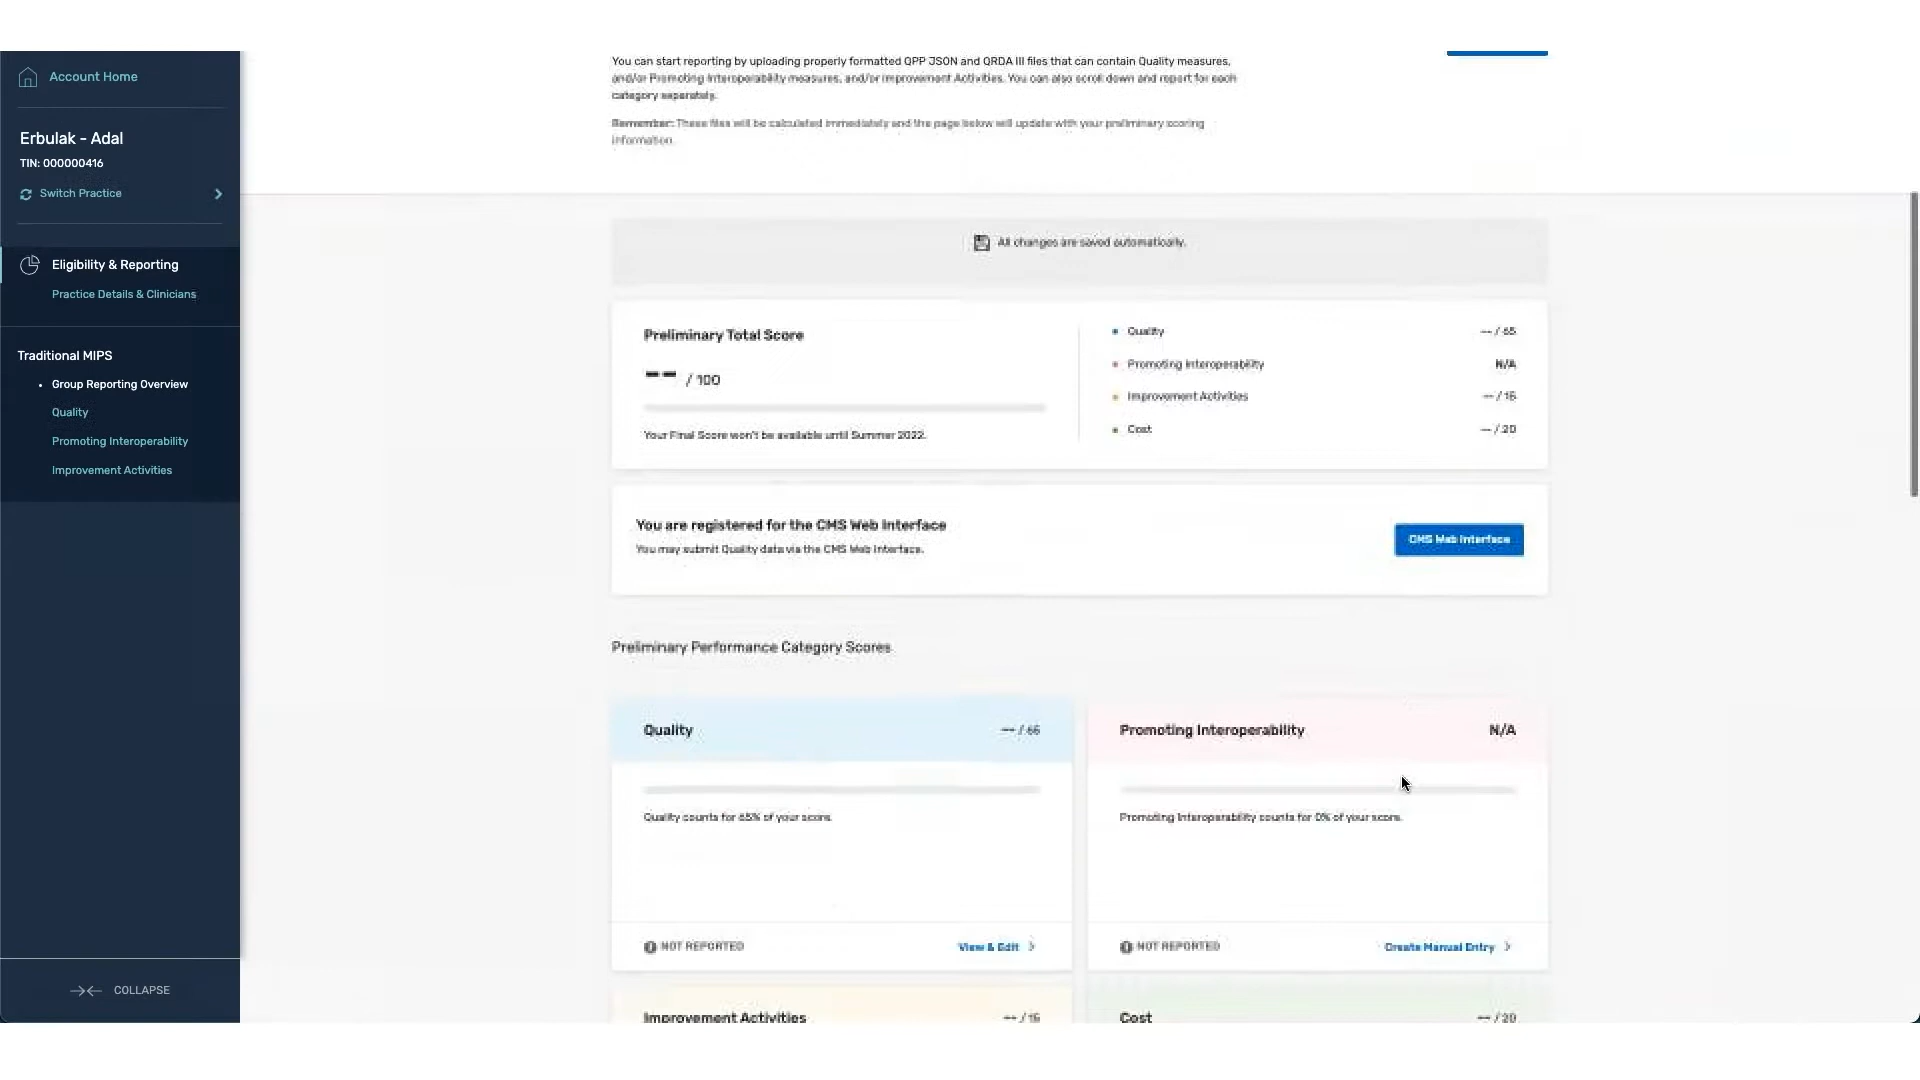 Account Home
Erbulak - Adal
TIN: 000000416
Switch Practice
Eligibility & Reporting
Practice Details & Clinicians
Traditional MIPS
Group Reporting Overview
Quality
Promoting Interoperability
Improvement Activities
COLLAPSE
You can start reporting by uploading properly formatted QPP JSON and QRDA III files that can contain Quality measures,
and/or Promoting Interoperability measures, and/or Improvement Activities. You can also scroll down and report for each
category separately.
Remember: These files will be calculated immediately and the page below will update with your preliminary scoring
information.
All changes are saved automatically.
Preliminary Total Score
-- / 100
Your Final Score won't be available until Summer 2022.
Quality -- / 65
Promoting Interoperability N/A
Improvement Activities -- / 15
Cost -- / 20
You are registered for the CMS Web Interface
You may submit Quality data via the CMS Web Interface.
CMS Web Interface
Preliminary Performance Category Scores
Quality -- / 65
Quality counts for 65% of your score.
NOT REPORTED View & Edit
Promoting Interoperability N/A
Promoting Interoperability counts for 0% of your score.
NOT REPORTED Create Manual Entry
Improvement Activities -- / 15
Cost -- / 20